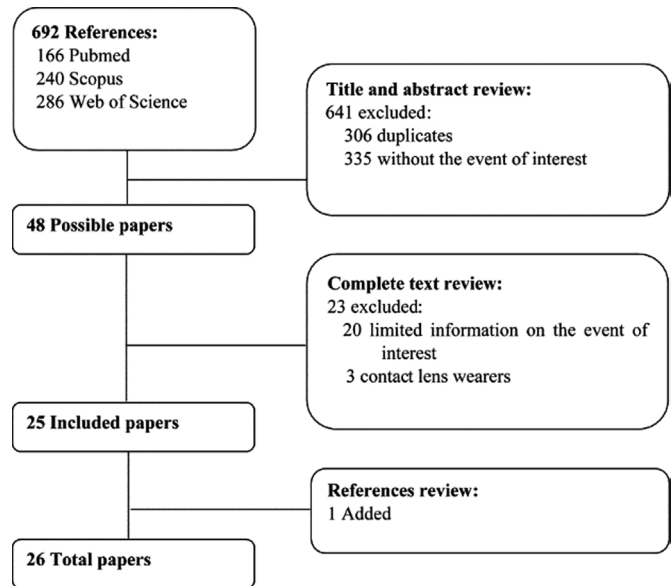 692 References:
166 Pubmed
240 Scopus
286 Web of Science
Title and abstract review:
641 excluded:
306 duplicates
335 without the event of interest
48 Possible papers
Complete text review:
23 excluded:
20 limited information on the event of
interest
3 contact lens wearers
25 Included papers
References review:
1 Added
26 Total papers